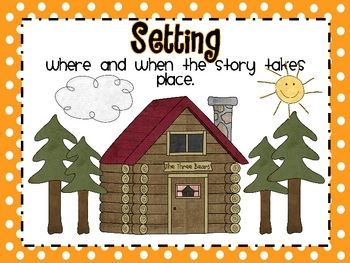 Setting
where and when the story takes
place.
The Three Bears